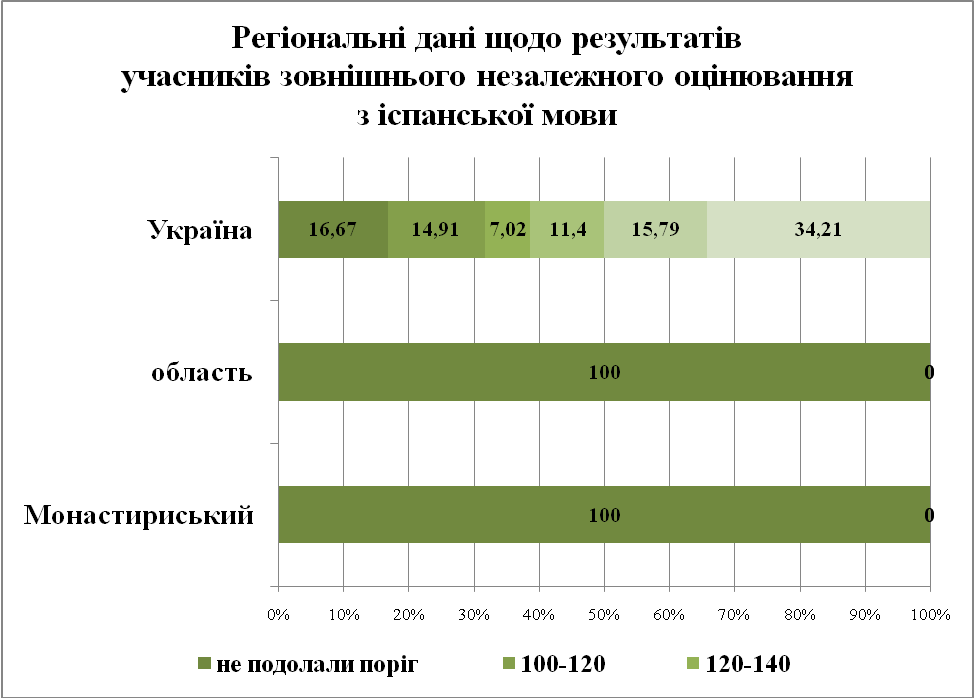 Регіональні дані щодо результатів
учасників зовнішнього незалежного оцінювання
з іспанської мови
Україна
16,67 14,91 7,02 11,4 15,79 34,21
область
100 0
Монастириський
100 0
0% 10% 20% 30% 40% 50% 60% 70% 80% 90% 100%
не подолали поріг 100-120 120-140